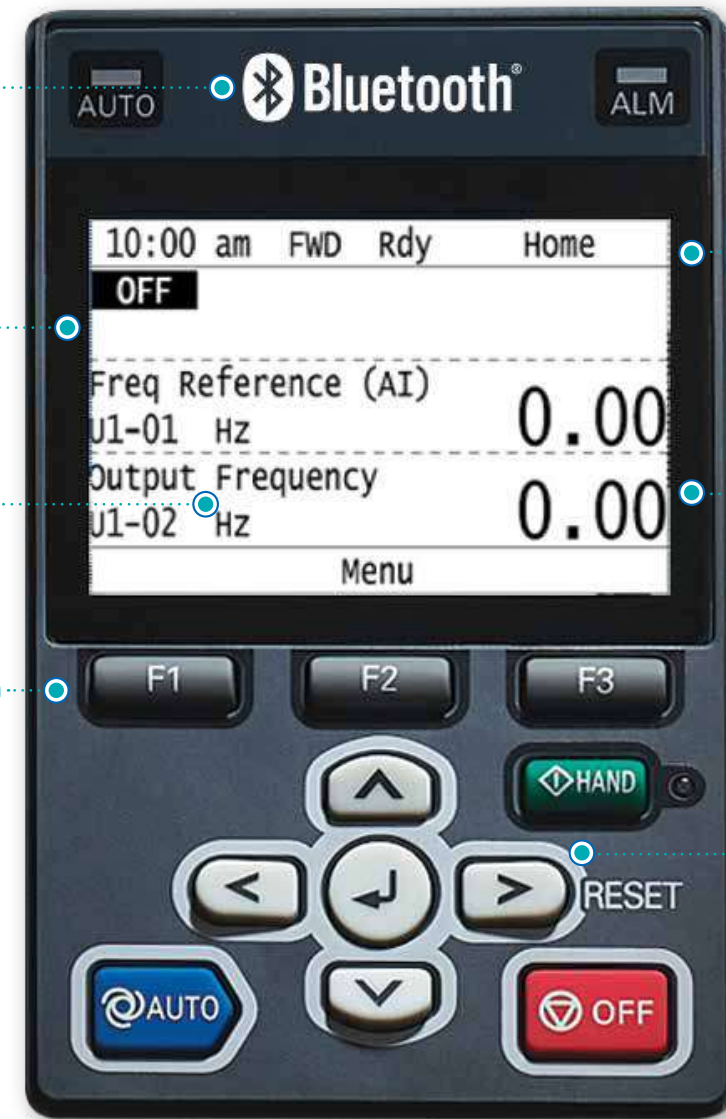 AUTO
Bluetooth®
ALM
10:00 am FWD Rdy Home
OFF
Freq Reference (AI)
U1-01 Hz
0.00
Output Frequency
U1-02 Hz
0.00
Menu
F1
F2
F3
HAND
RESET
AUTO
OFF